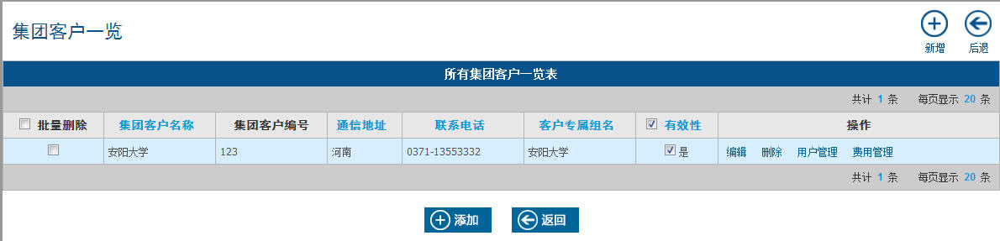 集团客户一览
新增 后退
所有集团客户一览表
共计 1 条 每页显示 20 条
批量删除 集团客户名称 集团客户编号 通信地址 联系电话 客户专属组名 有效性 操作
安阳大学 123 河南 0371-13553332 安阳大学 是 编辑 删除 用户管理 费用管理
共计 1 条 每页显示 20 条
添加 返回